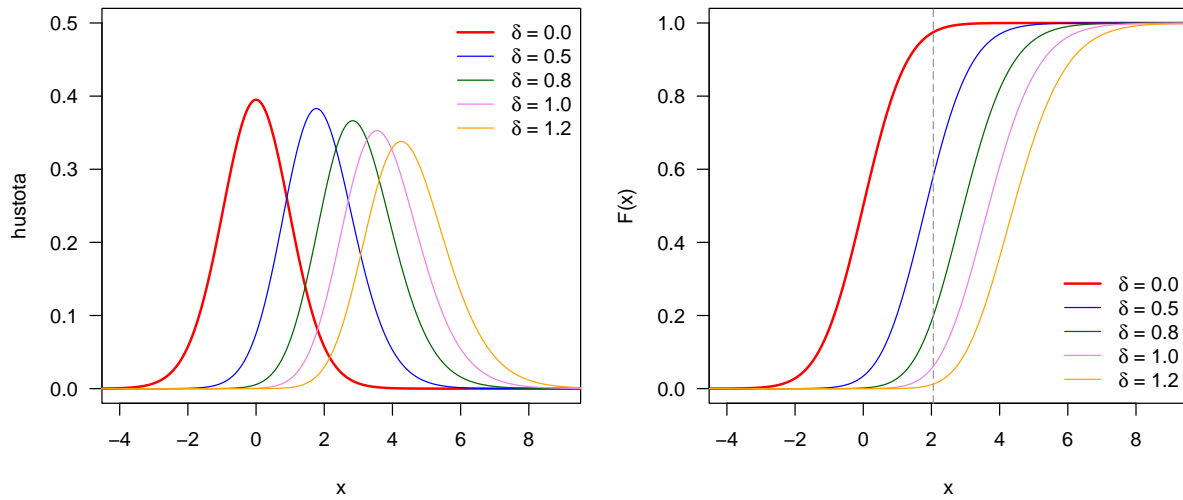 hustota
0.5
0.4
0.3
0.2
0.1
0.0
δ = 0.0
δ = 0.5
δ = 0.8
δ = 1.0
δ = 1.2
−4 −2 0 2 4 6 8
x
F(x)
1.0
0.8
0.6
0.4
0.2
0.0
δ = 0.0
δ = 0.5
δ = 0.8
δ = 1.0
δ = 1.2
−4 −2 0 2 4 6 8
x